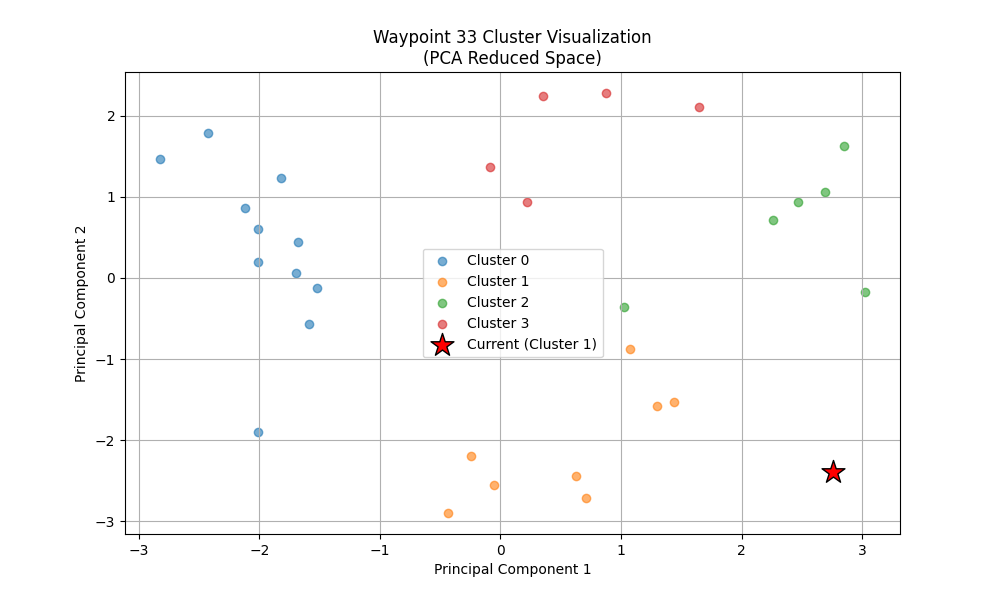 Waypoint 33 Cluster Visualization
(PCA Reduced Space)
Principal Component 2
2
1
0
−1
−2
−3
Cluster 0
Cluster 1
Cluster 2
Cluster 3
Current (Cluster 1)
−3 −2 −1 0 1 2 3
Principal Component 1